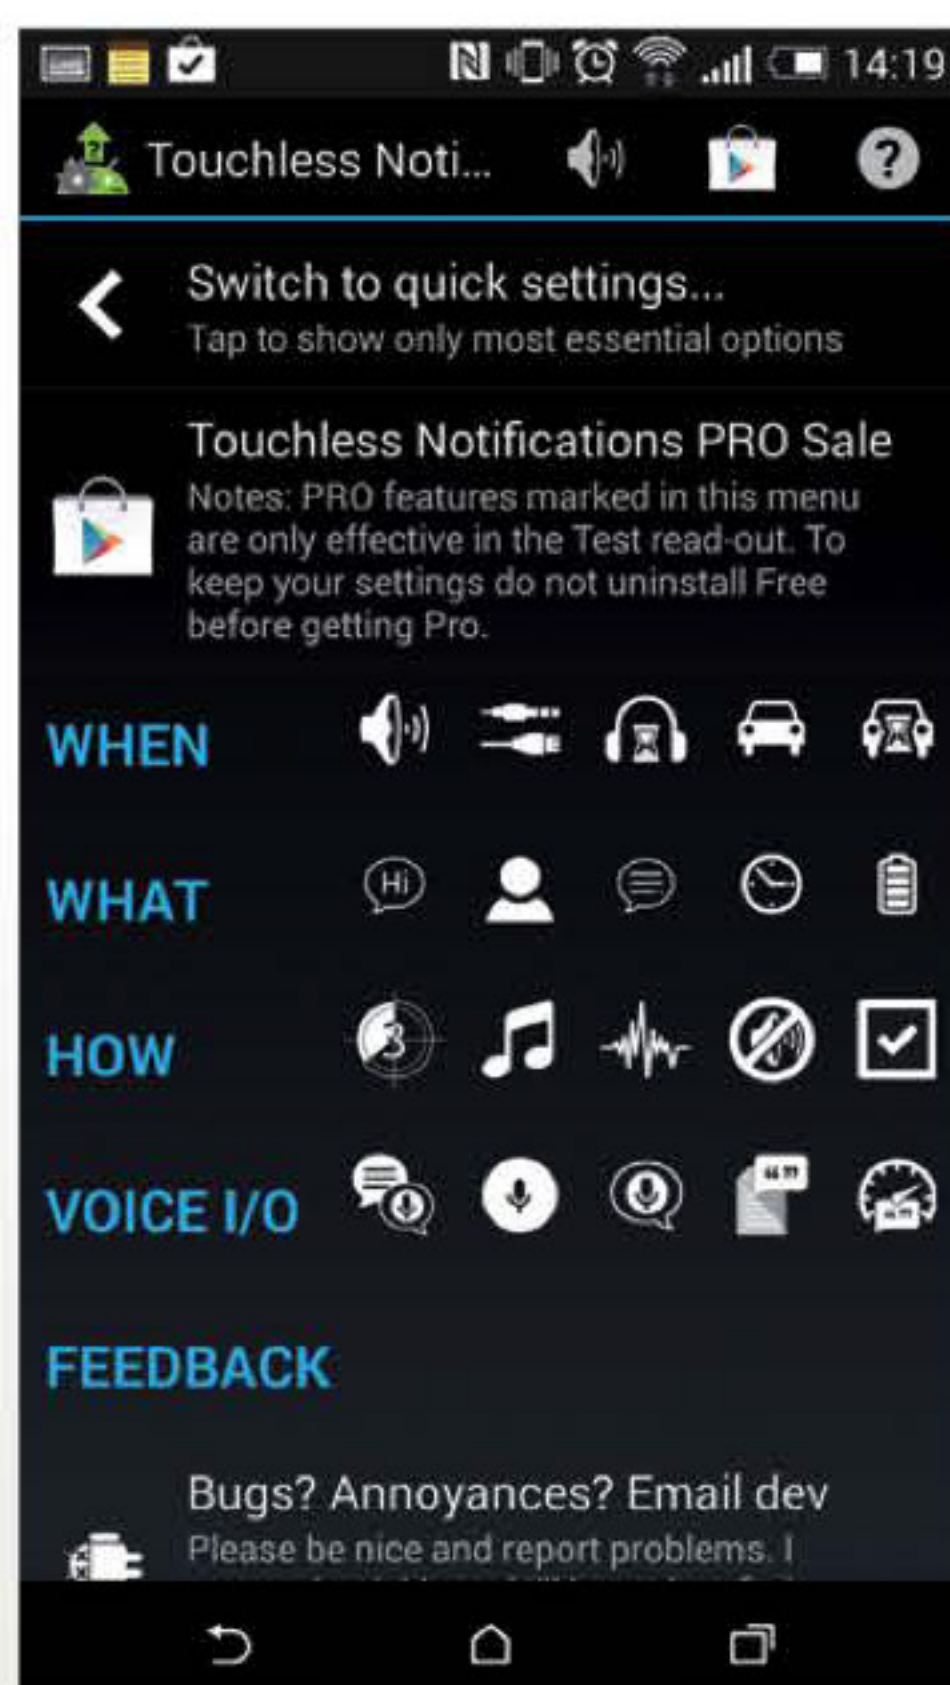 14:19
Touchless Noti...
Switch to quick settings...
Tap to show only most essential options
Touchless Notifications PRO Sale
Notes: PRO features marked in this menu
are only effective in the Test read-out. To
keep your settings do not uninstall Free
before getting Pro.
WHEN
WHAT
Hi
HOW
3
VOICE I/O
FEEDBACK
Bugs? Annoyances? Email dev
Please be nice and report problems. I